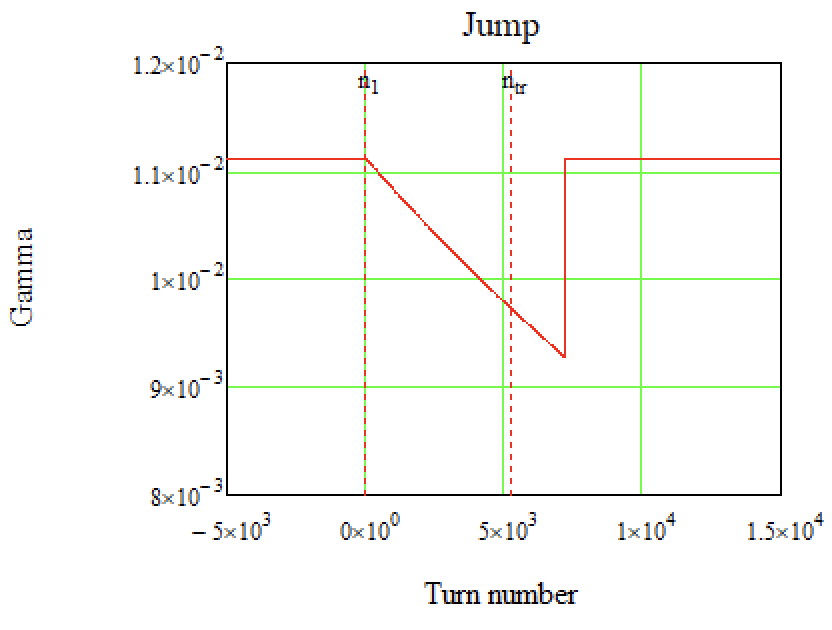 Jump
1.2×10⁻²
n₁ n_tr
1.1×10⁻²
1×10⁻²
9×10⁻³
8×10⁻³
Gamma
−5×10³ 0×10⁰ 5×10³ 1×10⁴ 1.5×10⁴
Turn number